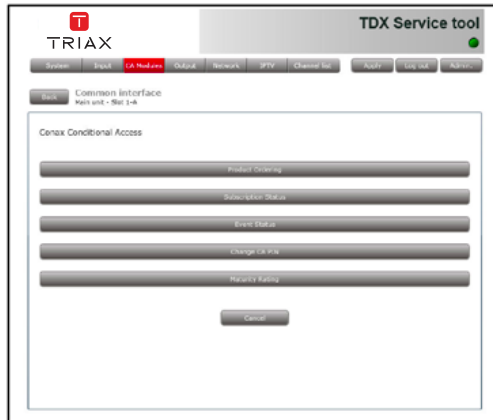 T
TRIAX
TDX Service tool
System Input CA Modules Output Network IPTV Channel list Apply Log out Admin.
Back Common interface
Main unit - Slot 1-A
Conax Conditional Access
Product Ordering
Subscription Status
Event Status
Change CA PIN
Maturity Rating
Cancel